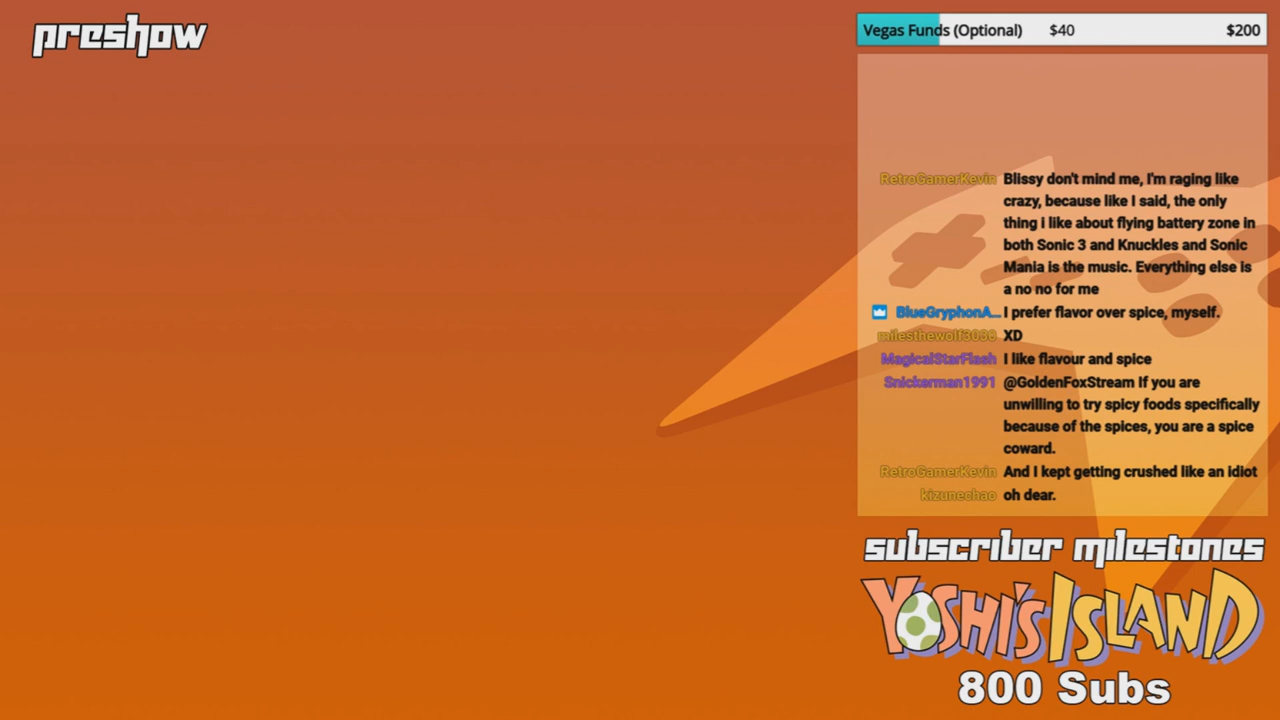 preshow
Vegas Funds (Optional) $40 $200
RetroGamerKevin Blissy don't mind me, I'm raging like
crazy, because like I said, the only
thing i like about flying battery zone in
both Sonic 3 and Knuckles and Sonic
Mania is the music. Everything else is
a no no for me
BlueGryphonA... I prefer flavor over spice, myself.
milesthewolf3038 XD
MagicalStarFlash I like flavour and spice
Snickerman1991 @GoldenFoxStream If you are
unwilling to try spicy foods specifically
because of the spices, you are a spice
coward.
RetroGamerKevin And I kept getting crushed like an idiot
kizunechao oh dear.
subscriber milestones
YOSHI'S ISLAND
800 Subs